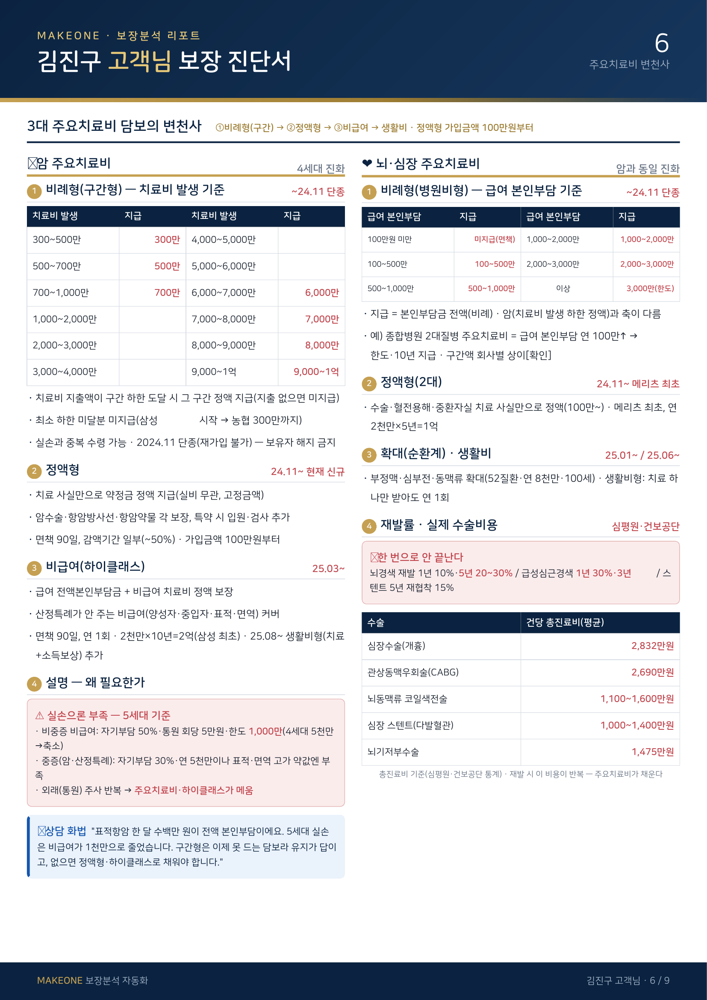 MAKEONE · 보장분석 리포트
김진구 고객님 보장 진단서
6
주요치료비 변천사
3대 주요치료비 담보의 변천사 ①비례형(구간) → ②정액형 → ③비급여 → 생활비 · 정액형 가입금액 100만원부터
암 주요치료비 4세대 진화
1 비례형(구간형) — 치료비 발생 기준 ~24.11 단종
치료비 발생 지급 치료비 발생 지급
300~500만 300만 4,000~5,000만
500~700만 500만 5,000~6,000만
700~1,000만 700만 6,000~7,000만 6,000만
1,000~2,000만 7,000~8,000만 7,000만
2,000~3,000만 8,000~9,000만 8,000만
3,000~4,000만 9,000~1억 9,000~1억
· 치료비 지출액이 구간 하한 도달 시 그 구간 정액 지급(지출 없으면 미지급)
· 최소 하한 미달분 미지급(삼성 시작 → 농협 300만까지)
· 실손과 중복 수령 가능 · 2024.11 단종(재가입 불가) — 보유자 해지 금지
2 정액형 24.11~ 현재 신규
· 치료 사실만으로 약정금 정액 지급(실비 무관, 고정금액)
· 암수술·항암방사선·항암약물 각 보장, 특약 시 입원·검사 추가
· 면책 90일, 감액기간 일부(~50%) · 가입금액 100만원부터
3 비급여(하이클래스) 25.03~
· 급여 전액본인부담금 + 비급여 치료비 정액 보장
· 산정특례가 안 주는 비급여(양성자·중입자·표적·면역) 커버
· 면책 90일, 연 1회 · 2천만×10년=2억(삼성 최초) · 25.08~ 생활비형(치료
+소득보상) 추가
4 설명 — 왜 필요한가
⚠ 실손으론 부족 — 5세대 기준
· 비중증 비급여: 자기부담 50%·통원 회당 5만원·한도 1,000만(4세대 5천만
→축소)
· 중증(암·산정특례): 자기부담 30%·연 5천만이나 표적·면역 고가 약값엔 부
족
· 외래(통원) 주사 반복 → 주요치료비·하이클래스가 메움
상담 화법 "표적항암 한 달 수백만 원이 전액 본인부담이에요. 5세대 실손
은 비급여가 1천만으로 줄었습니다. 구간형은 이제 못 드는 담보라 유지가 답이
고, 없으면 정액형·하이클래스로 채워야 합니다."
❤ 뇌·심장 주요치료비 암과 동일 진화
1 비례형(병원비형) — 급여 본인부담 기준 ~24.11 단종
급여 본인부담 지급 급여 본인부담 지급
100만원 미만 미지급(면책) 1,000~2,000만 1,000~2,000만
100~500만 100~500만 2,000~3,000만 2,000~3,000만
500~1,000만 500~1,000만 이상 3,000만(한도)
· 지급 = 본인부담금 전액(비례) · 암(치료비 발생 하한 정액)과 축이 다름
· 예) 종합병원 2대질병 주요치료비 = 급여 본인부담 연 100만↑ →
한도·10년 지급 · 구간액 회사별 상이[확인]
2 정액형(2대) 24.11~ 메리츠 최초
· 수술·혈전용해·중환자실 치료 사실만으로 정액(100만~) · 메리츠 최초, 연
2천만×5년=1억
3 확대(순환계) · 생활비 25.01~ / 25.06~
· 부정맥·심부전·동맥류 확대(52질환·연 8천만·100세) · 생활비형: 치료 하
나만 받아도 연 1회
4 재발률 · 실제 수술비용 심평원·건보공단
한 번으로 안 끝난다
뇌경색 재발 1년 10%·5년 20~30% / 급성심근경색 1년 30%·3년 / 스
텐트 5년 재협착 15%
수술 건당 총진료비(평균)
심장수술(개흉) 2,832만원
관상동맥우회술(CABG) 2,690만원
뇌동맥류 코일색전술 1,100~1,600만원
심장 스텐트(다발혈관) 1,000~1,400만원
뇌기저부수술 1,475만원
총진료비 기준(심평원·건보공단 통계) · 재발 시 이 비용이 반복 — 주요치료비가 채운다
MAKEONE 보장분석 자동화
김진구 고객님 · 6 / 9